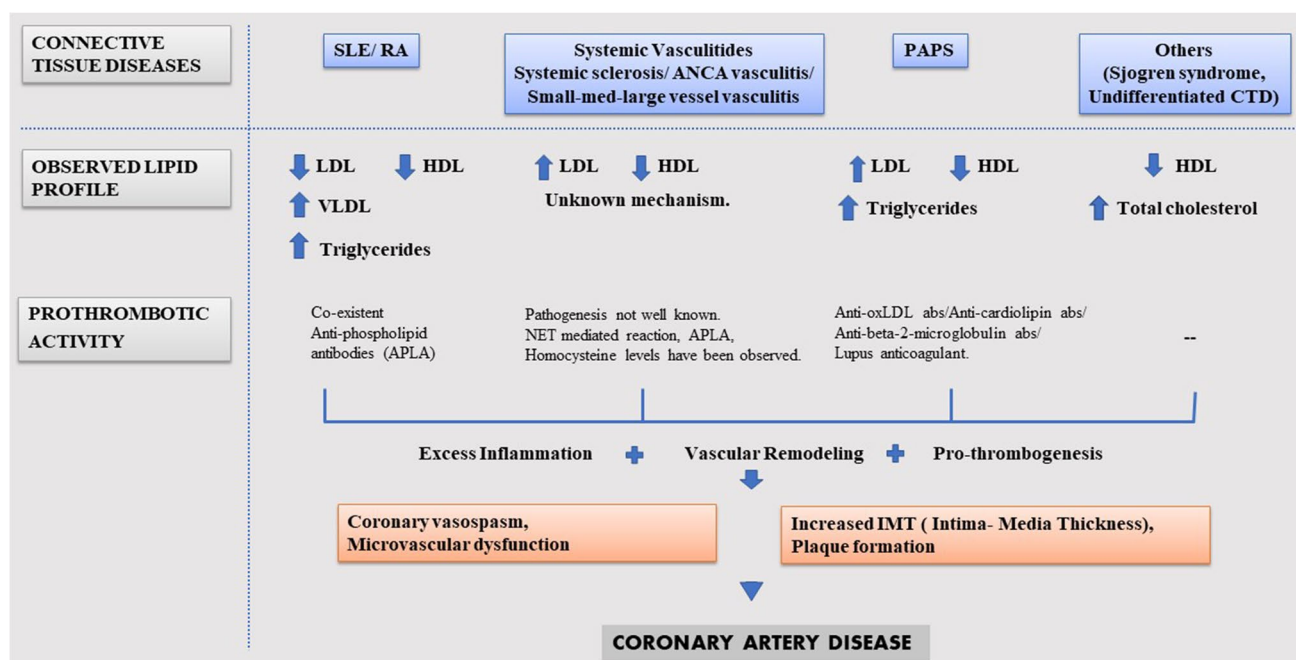 CONNECTIVE
TISSUE DISEASES
SLE/ RA
Systemic Vasculitides
Systemic sclerosis/ ANCA vasculitis/
Small-med-large vessel vasculitis
PAPS
Others
(Sjogren syndrome,
Undifferentiated CTD)
OBSERVED LIPID
PROFILE
LDL HDL
VLDL
Triglycerides
LDL HDL
Unknown mechanism.
LDL HDL
Triglycerides
HDL
Total cholesterol
PROTHROMBOTIC
ACTIVITY
Co-existent
Anti-phospholipid
antibodies (APLA)
Pathogenesis not well known.
NET mediated reaction, APLA,
Homocysteine levels have been observed.
Anti-oxLDL abs/Anti-cardiolipin abs/
Anti-beta-2-microglobulin abs/
Lupus anticoagulant.
--
Excess Inflammation Vascular Remodeling Pro-thrombogenesis
Coronary vasospasm,
Microvascular dysfunction
Increased IMT ( Intima- Media Thickness),
Plaque formation
CORONARY ARTERY DISEASE